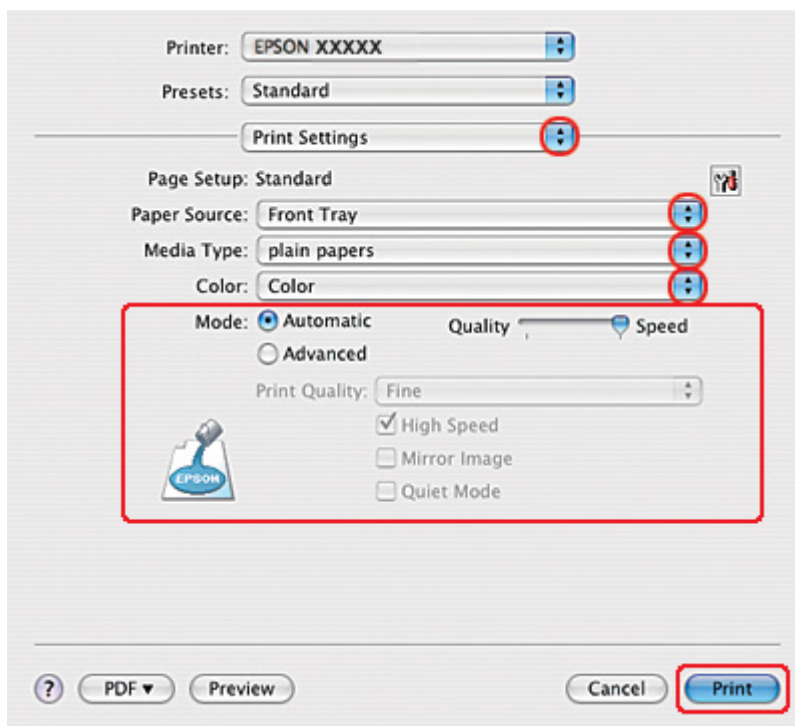 Printer: EPSON XXXXX
Presets: Standard
Print Settings
Page Setup: Standard
Paper Source: Front Tray
Media Type: plain papers
Color: Color
Mode: Automatic Quality Speed
Advanced
Print Quality: Fine
High Speed
Mirror Image
EPSON
Quiet Mode
? PDF Preview Cancel Print